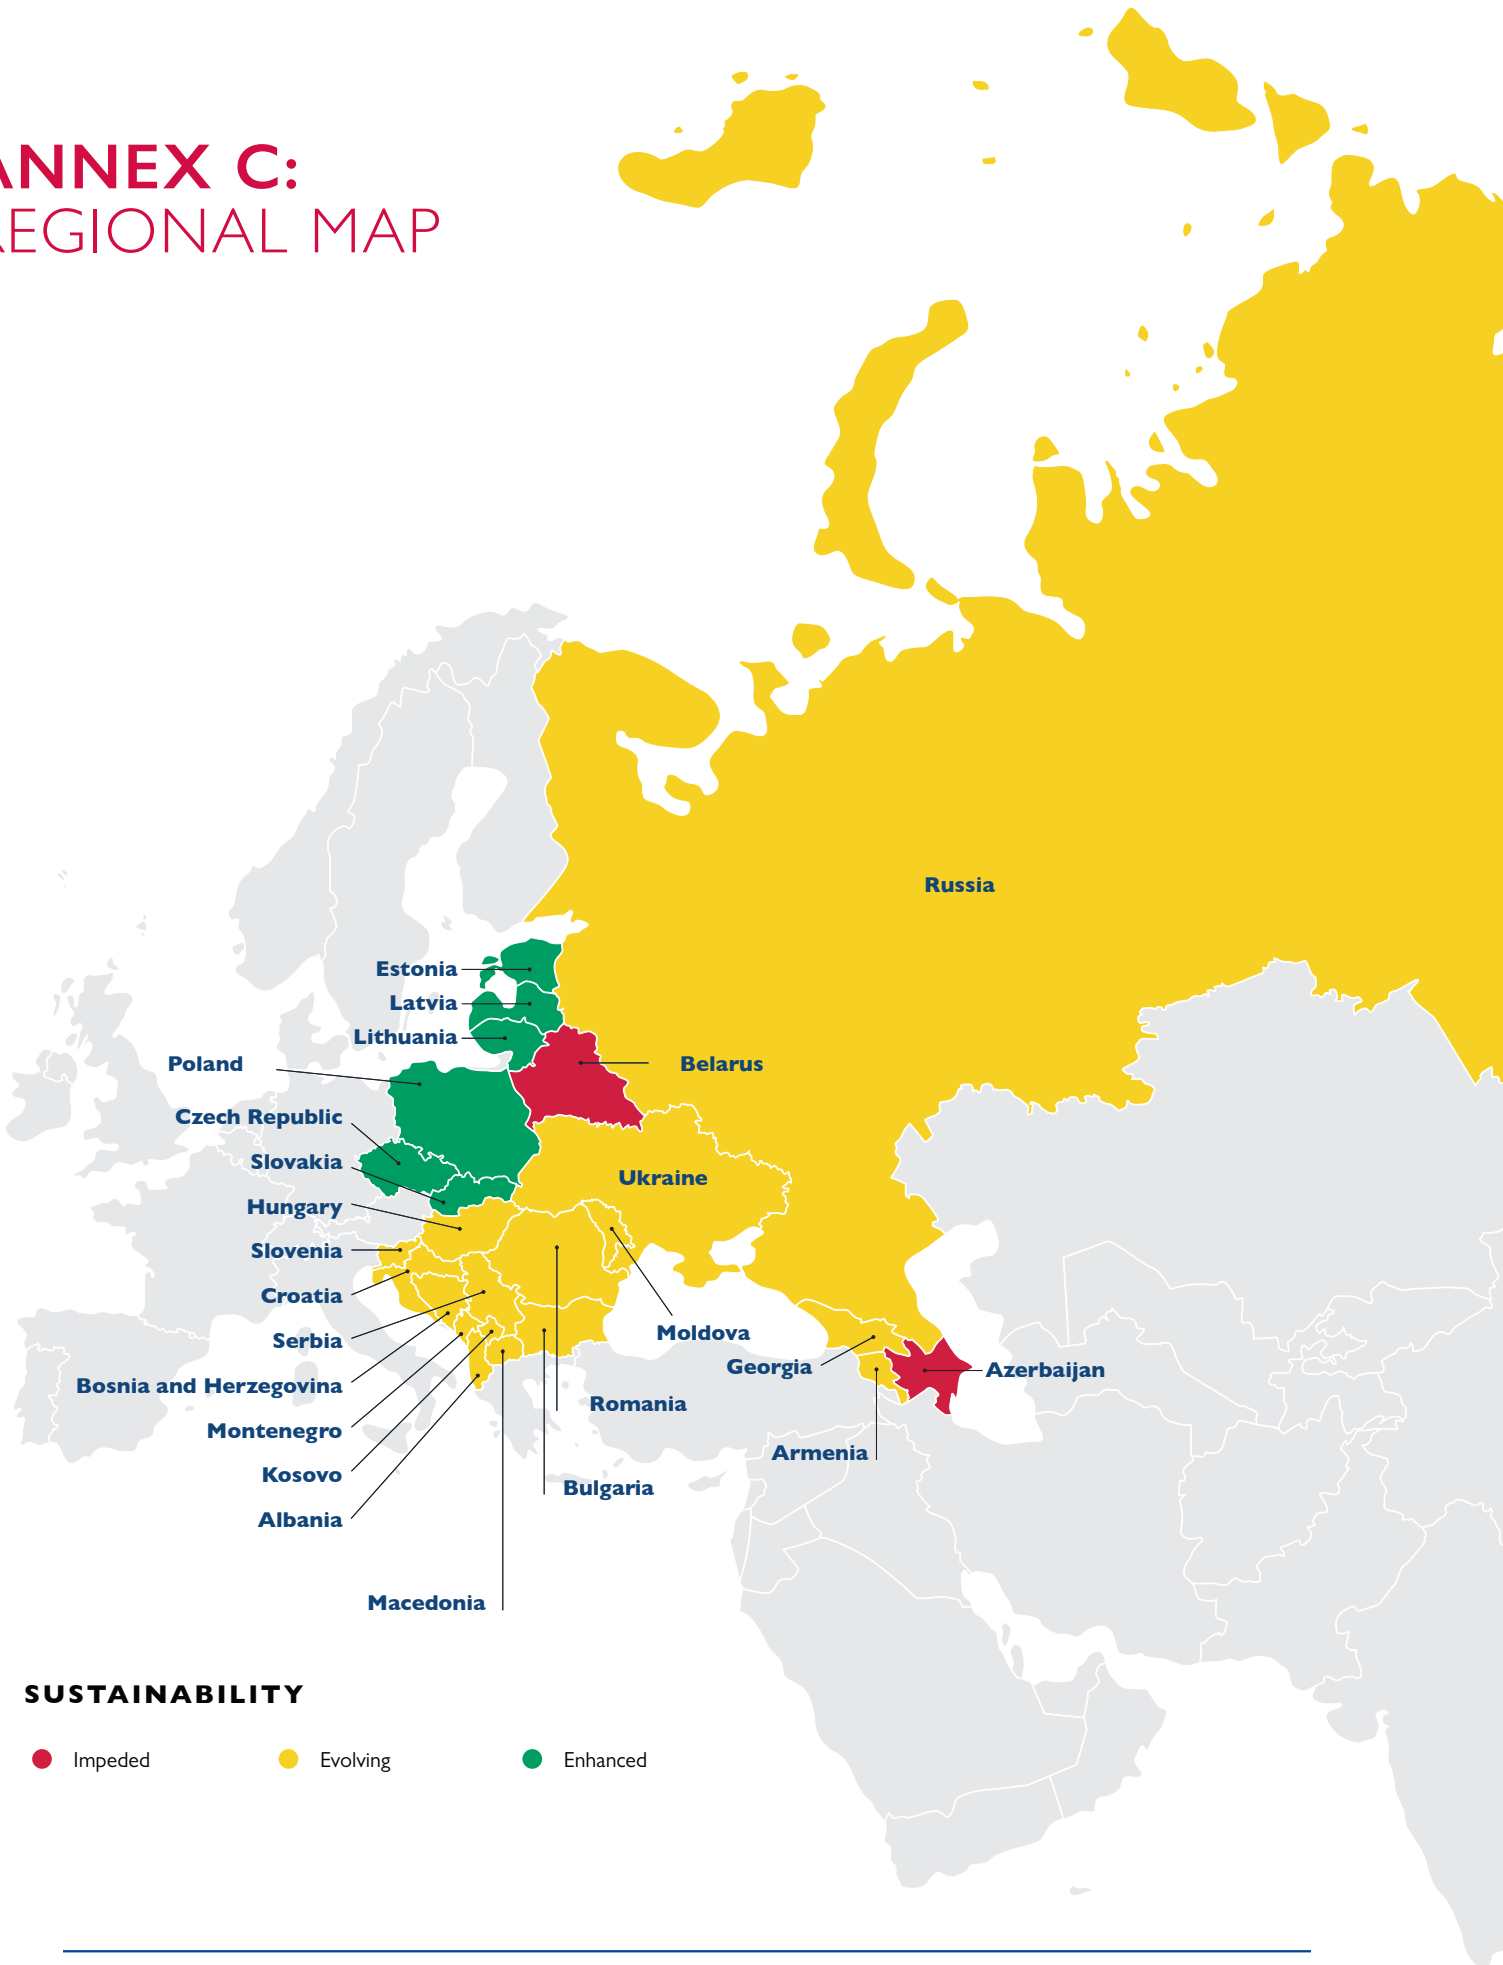 ANNEX C:
REGIONAL MAP
Russia
Estonia
Latvia
Lithuania
Poland
Belarus
Czech Republic
Slovakia
Ukraine
Hungary
Slovenia
Croatia
Serbia
Moldova
Georgia
Azerbaijan
Bosnia and Herzegovina
Romania
Montenegro
Armenia
Kosovo
Bulgaria
Albania
Macedonia
SUSTAINABILITY
Impeded
Evolving
Enhanced